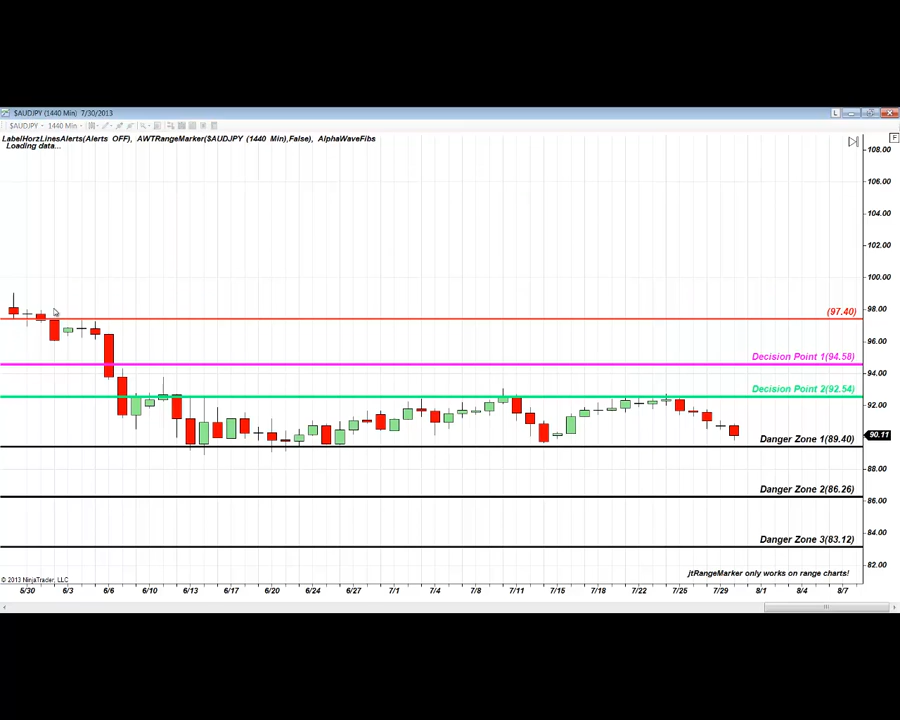 $AUDJPY (1440 Min) 7/30/2013
L
$AUDJPY 1440 Min
LabelHorzLinesAlerts(Alerts OFF), AWTRangeMarker($AUDJPY (1440 Min),False), AlphaWaveFibs
F
Loading data...
108.00
106.00
104.00
102.00
100.00
98.00
(97.40)
96.00
Decision Point 1(94.58)
94.00
Decision Point 2(92.54)
92.00
90.11
Danger Zone 1(89.40)
88.00
Danger Zone 2(86.26)
86.00
84.00
Danger Zone 3(83.12)
82.00
jtRangeMarker only works on range charts!
© 2013 NinjaTrader, LLC
5/30 6/3 6/6 6/10 6/13 6/17 6/20 6/24 6/27 7/1 7/3 7/8 7/11 7/15 7/18 7/22 7/25 7/29 8/1 8/4 8/7